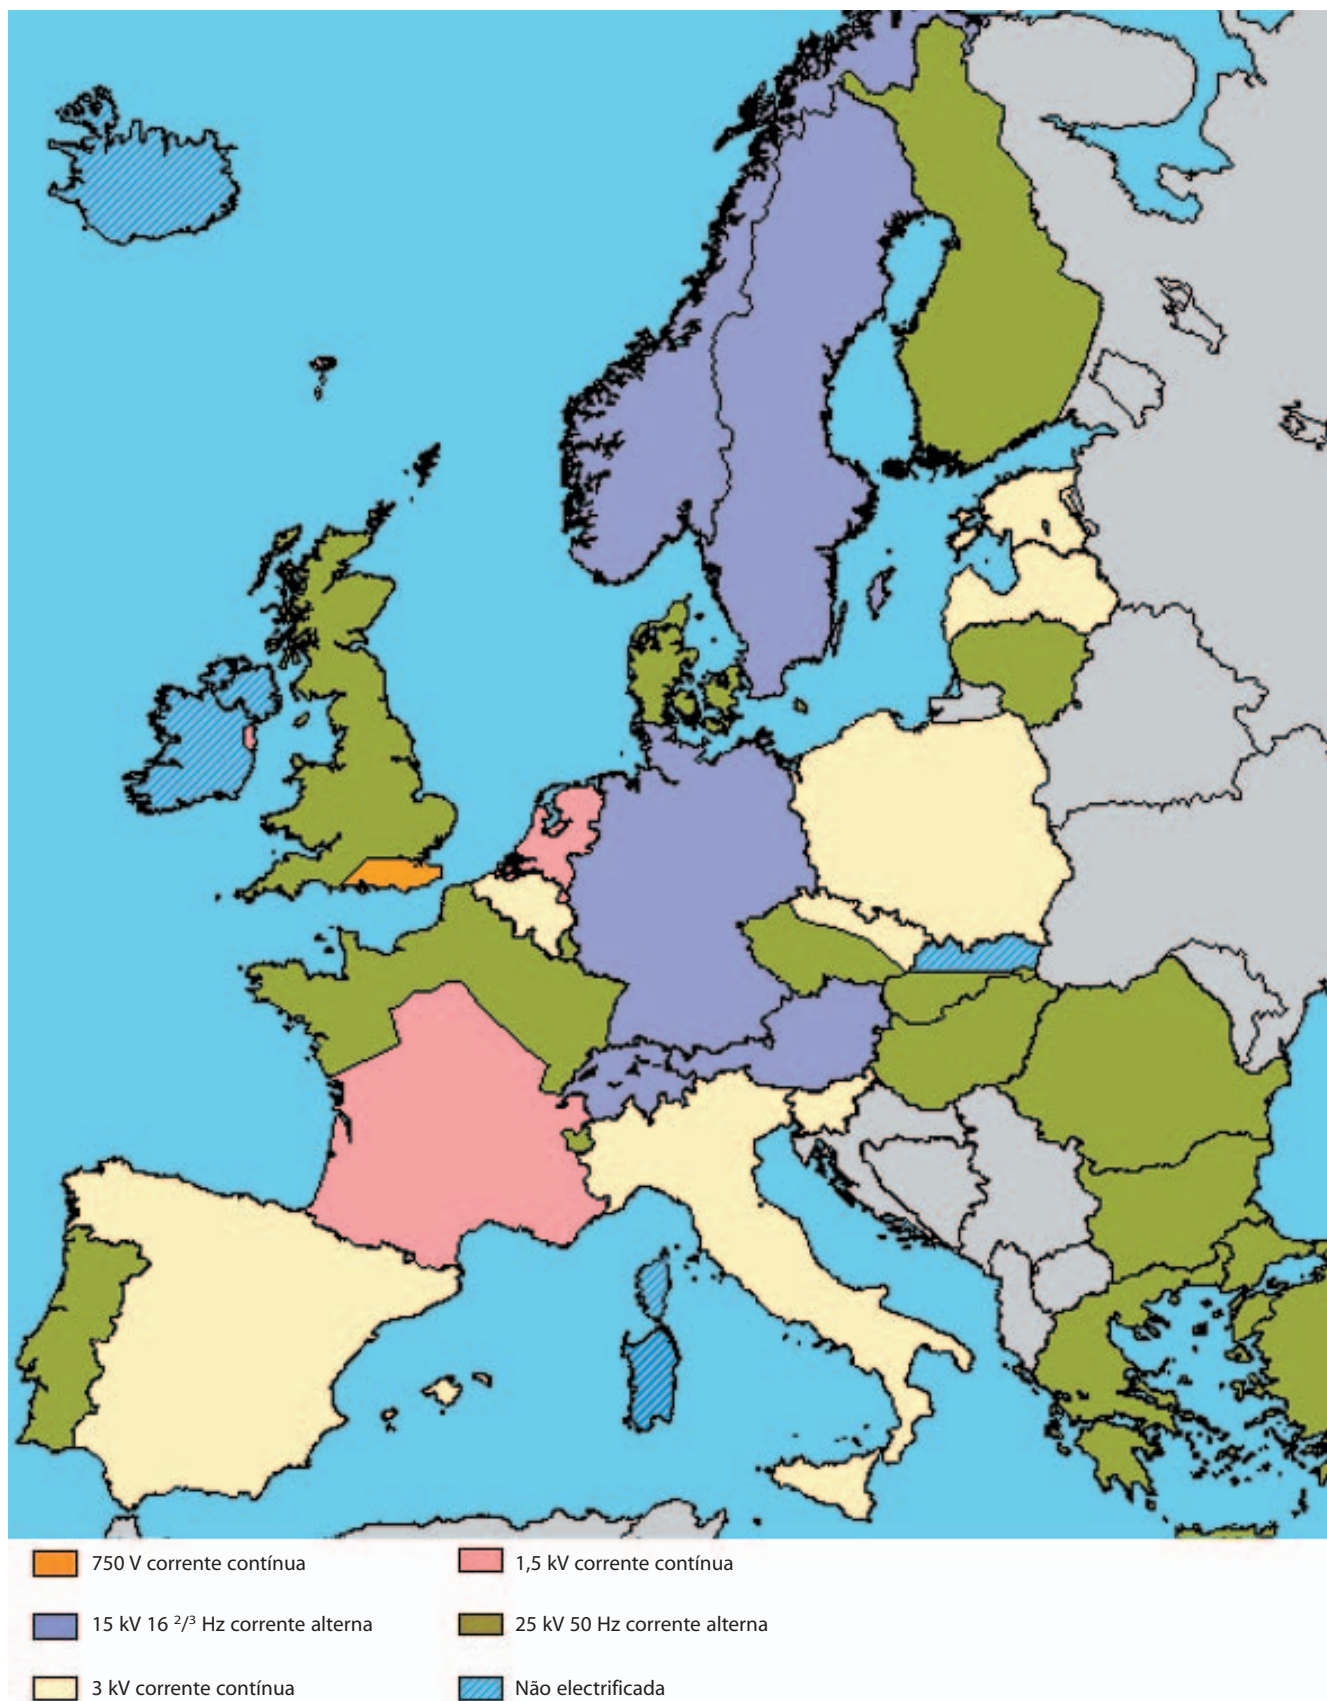 750 V corrente contínua
1,5 kV corrente contínua
15 kV 16 ²/³ Hz corrente alterna
25 kV 50 Hz corrente alterna
3 kV corrente contínua
Não electrificada